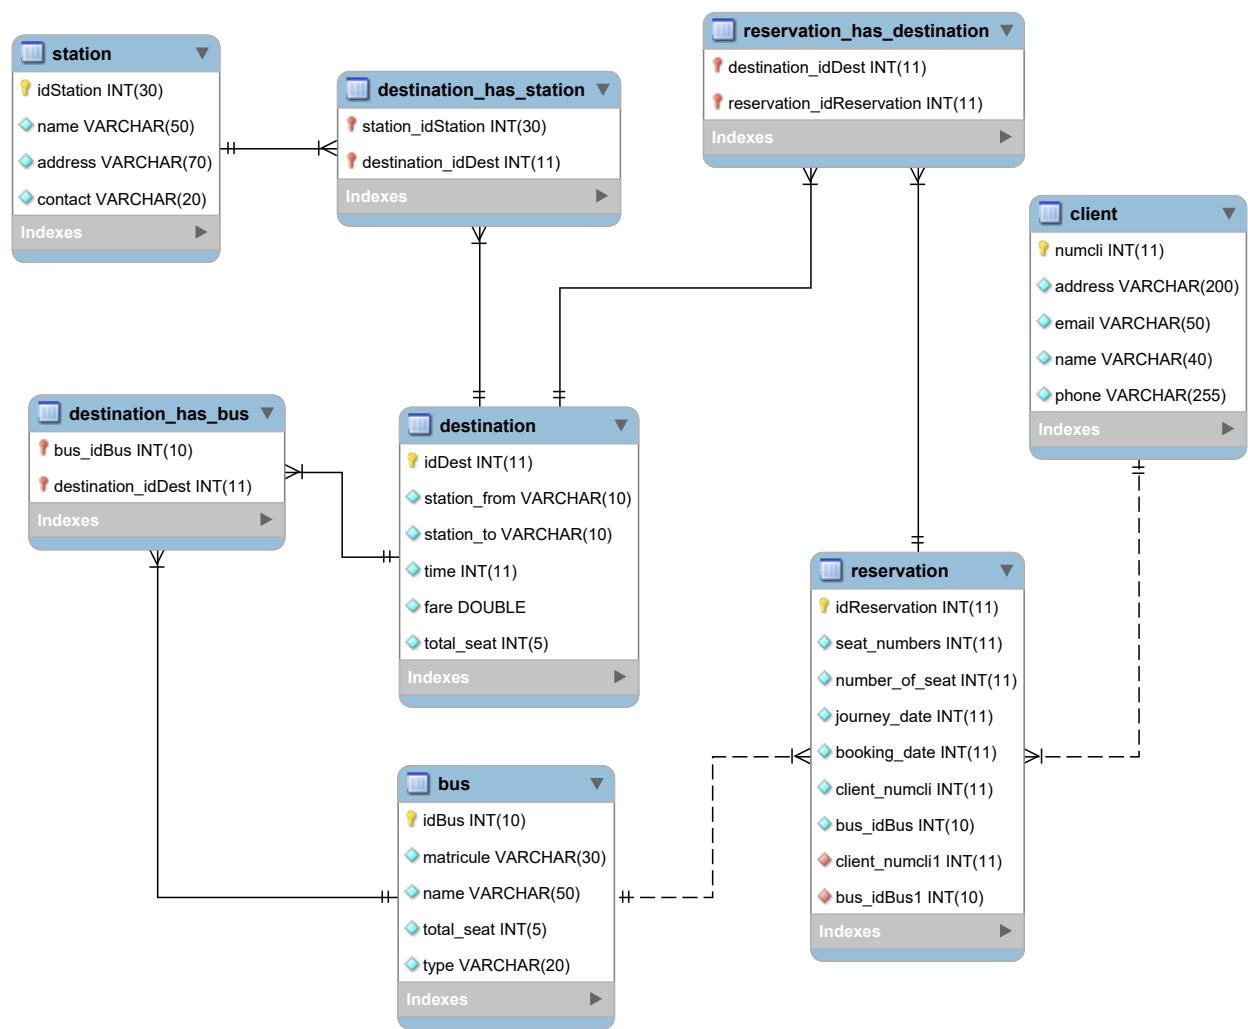 station
idStation INT(30)
name VARCHAR(50)
address VARCHAR(70)
contact VARCHAR(20)
Indexes
destination_has_station
station_idStation INT(30)
destination_idDest INT(11)
Indexes
reservation_has_destination
destination_idDest INT(11)
reservation_idReservation INT(11)
Indexes
client
numcli INT(11)
address VARCHAR(200)
email VARCHAR(50)
name VARCHAR(40)
phone VARCHAR(255)
Indexes
destination_has_bus
bus_idBus INT(10)
destination_idDest INT(11)
Indexes
destination
idDest INT(11)
station_from VARCHAR(10)
station_to VARCHAR(10)
time INT(11)
fare DOUBLE
total_seat INT(5)
Indexes
reservation
idReservation INT(11)
seat_numbers INT(11)
number_of_seat INT(11)
journey_date INT(11)
booking_date INT(11)
client_numcli INT(11)
bus_idBus INT(10)
client_numcli1 INT(11)
bus_idBus1 INT(10)
Indexes
bus
idBus INT(10)
matricule VARCHAR(30)
name VARCHAR(50)
total_seat INT(5)
type VARCHAR(20)
Indexes